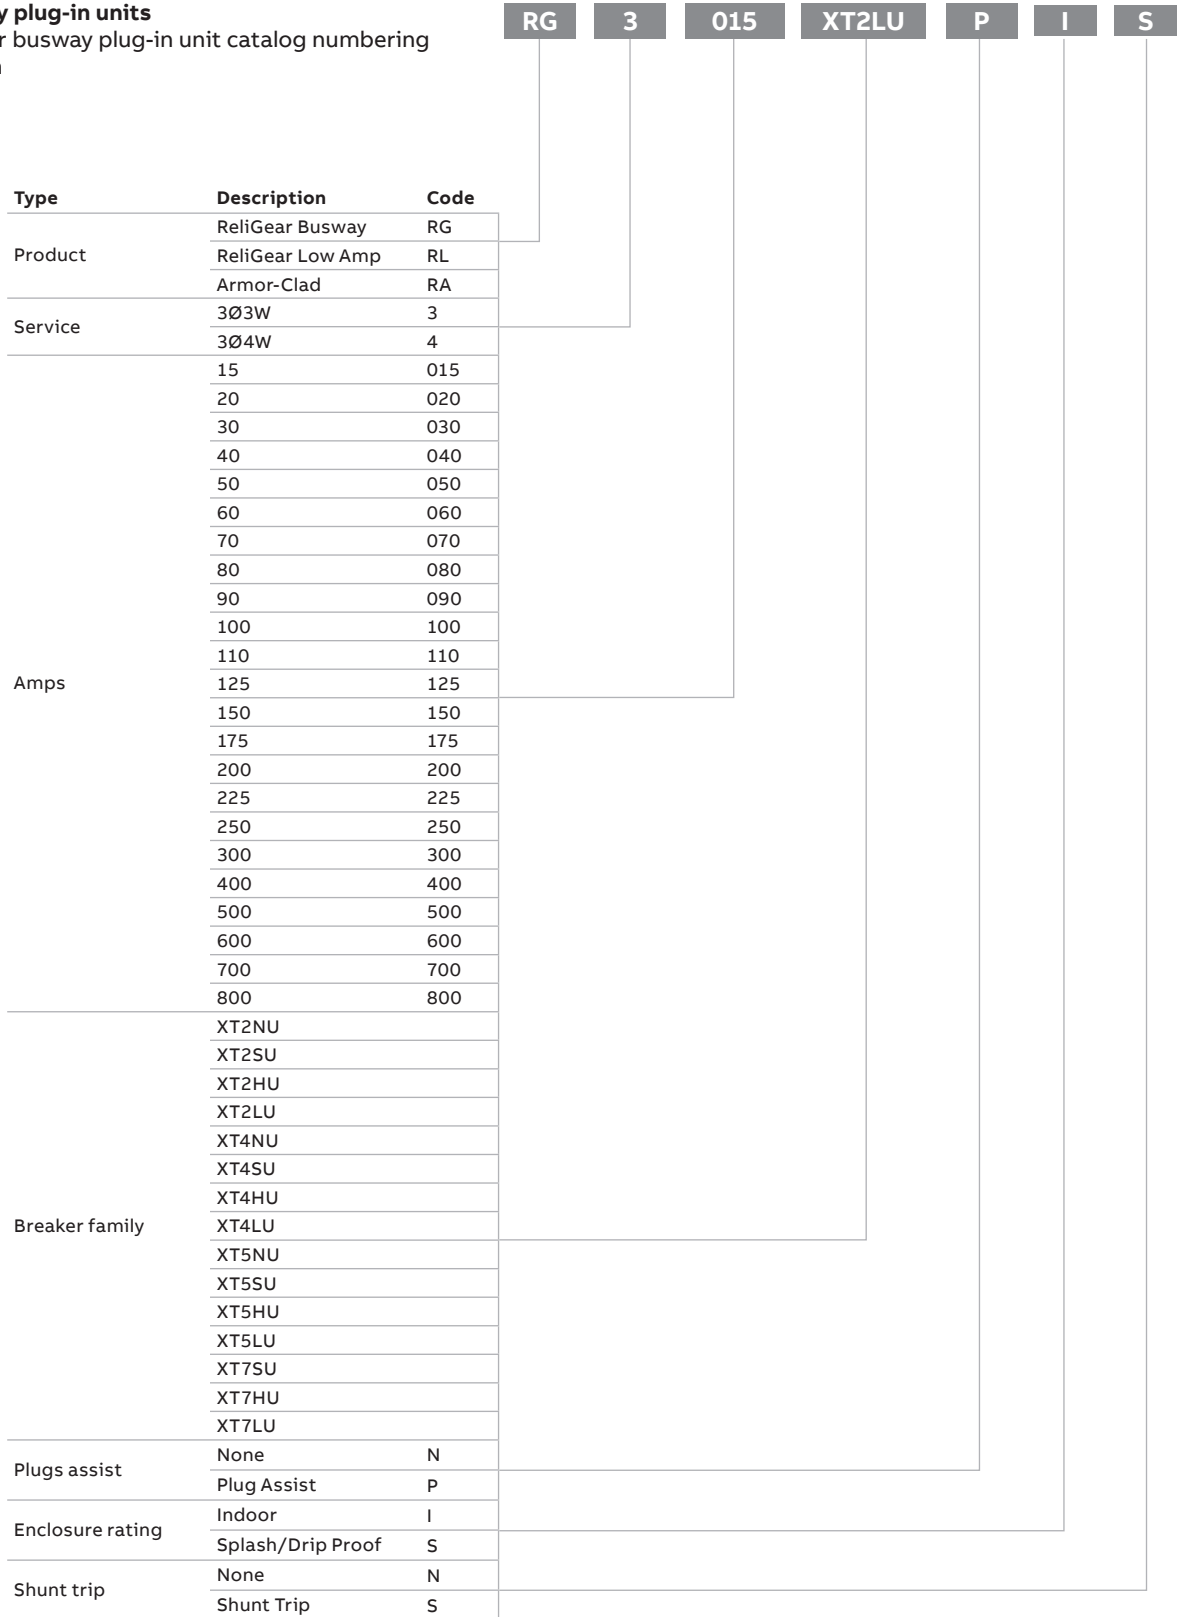 plug-in units
busway plug-in unit catalog numbering
RG 3 015 XT2LU P I S
Type Description Code
Product
ReliGear Busway RG
ReliGear Low Amp RL
Armor-Clad RA
Service
3Ø3W 3
3Ø4W 4
Amps
15 015
20 020
30 030
40 040
50 050
60 060
70 070
80 080
90 090
100 100
110 110
125 125
150 150
175 175
200 200
225 225
250 250
300 300
400 400
500 500
600 600
700 700
800 800
Breaker family
XT2NU
XT2SU
XT2HU
XT2LU
XT4NU
XT4SU
XT4HU
XT4LU
XT5NU
XT5SU
XT5HU
XT5LU
XT7SU
XT7HU
XT7LU
Plugs assist
None N
Plug Assist P
Enclosure rating
Indoor I
Splash/Drip Proof S
Shunt trip
None N
Shunt Trip S